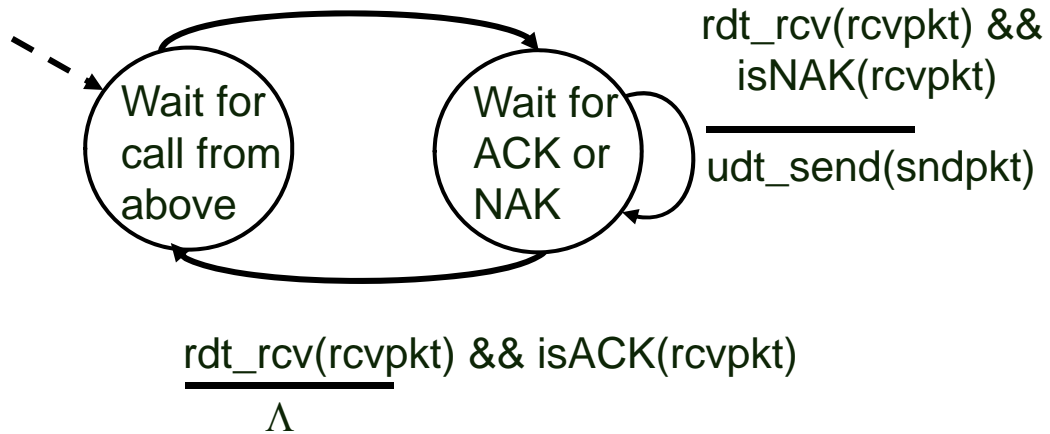 Wait for
call from
above
Wait for
ACK or
NAK
rdt_rcv(rcvpkt) &&
isNAK(rcvpkt)
udt_send(sndpkt)
rdt_rcv(rcvpkt) && isACK(rcvpkt)
Λ